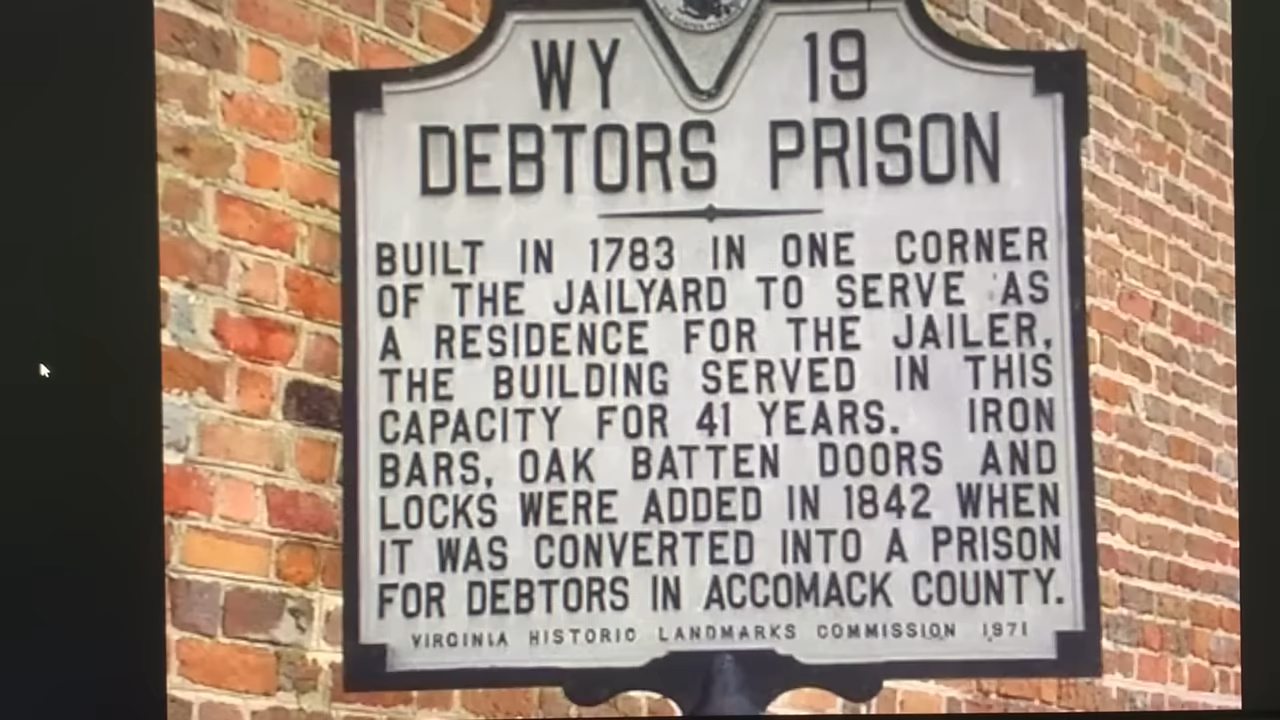 WY 19
DEBTORS PRISON
BUILT IN 1783 IN ONE CORNER
OF THE JAILYARD TO SERVE AS
A RESIDENCE FOR THE JAILER,
THE BUILDING SERVED IN THIS
CAPACITY FOR 41 YEARS. IRON
BARS, OAK BATTEN DOORS AND
LOCKS WERE ADDED IN 1842 WHEN
IT WAS CONVERTED INTO A PRISON
FOR DEBTORS IN ACCOMACK COUNTY.
VIRGINIA HISTORIC LANDMARKS COMMISSION 1971